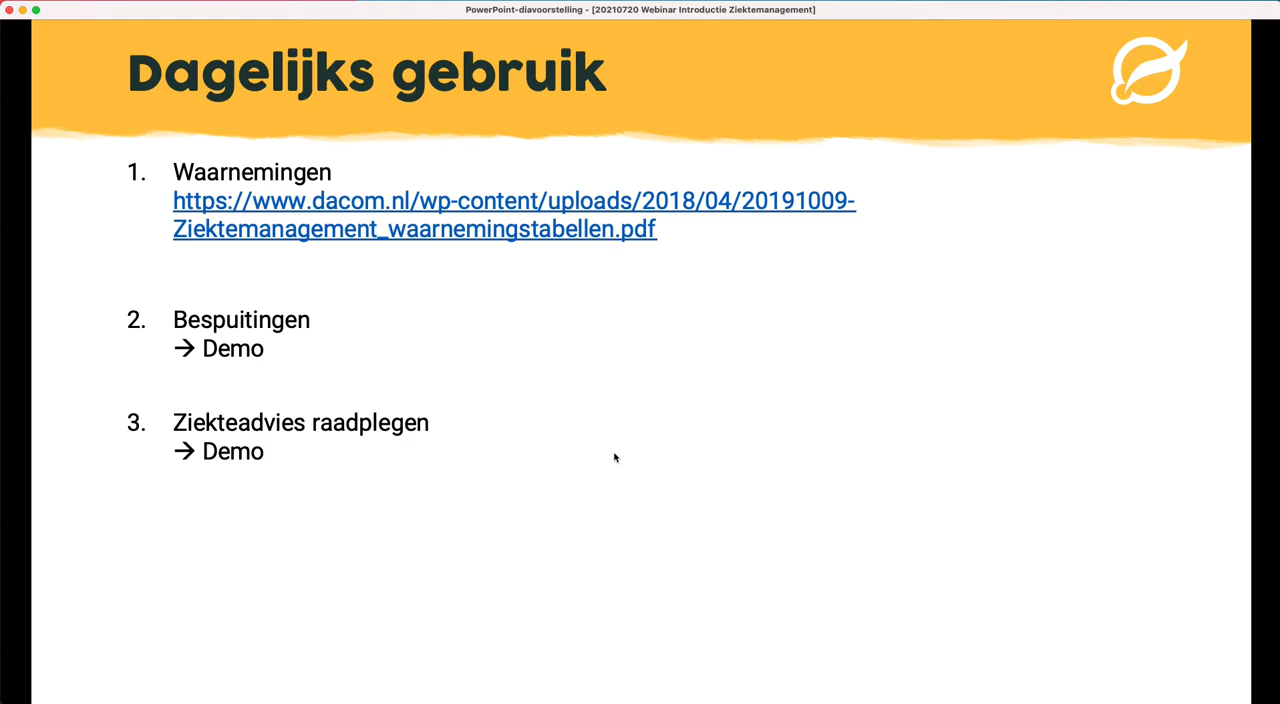 PowerPoint-diavoorstelling - [20210720 Webinar Introductie Ziektemanagement]
Dagelijks gebruik
1. Waarnemingen
https://www.dacom.nl/wp-content/uploads/2018/04/20191009-
Ziektemanagement_waarnemingstabellen.pdf
2. Bespuitingen
→ Demo
3. Ziekteadvies raadplegen
→ Demo